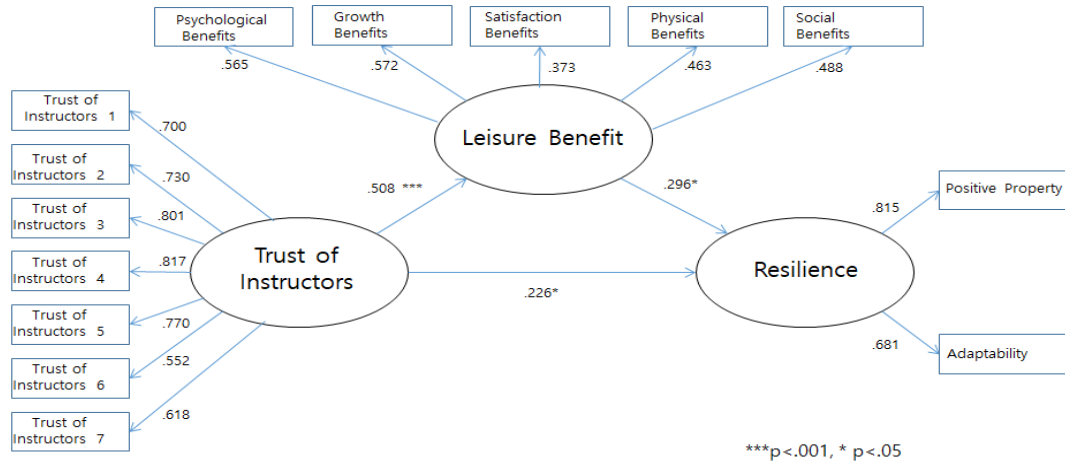 Psychological
Benefits
Growth
Benefits
Satisfaction
Benefits
Physical
Benefits
Social
Benefits
.565
.572
.373
.463
.488
Trust of
Instructors 1
.700
Leisure Benefit
Trust of
Instructors 2
.730
.508 ***
.296*
Positive Property
Trust of
Instructors 3
.801
.815
Trust of
Instructors
Resilience
Trust of
Instructors 4
.817
.226*
Trust of
Instructors 5
.770
.681
Adaptability
Trust of
Instructors 6
.552
Trust of
Instructors 7
.618
***p<.001, * p<.05